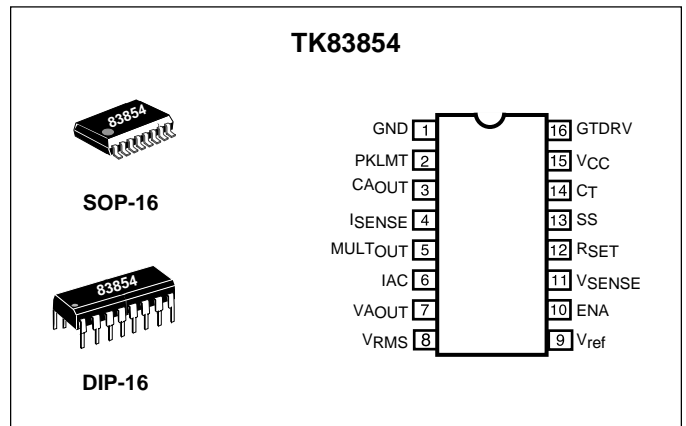 TK83854
83854
SOP-16
83854
DIP-16
GND 1 16 GTDRV
PKLMT 2 15 VCC
CAOUT 3 14 CT
ISENSE 4 13 SS
MULTOUT 5 12 RSET
IAC 6 11 VSENSE
VAOUT 7 10 ENA
VRMS 8 9 Vref